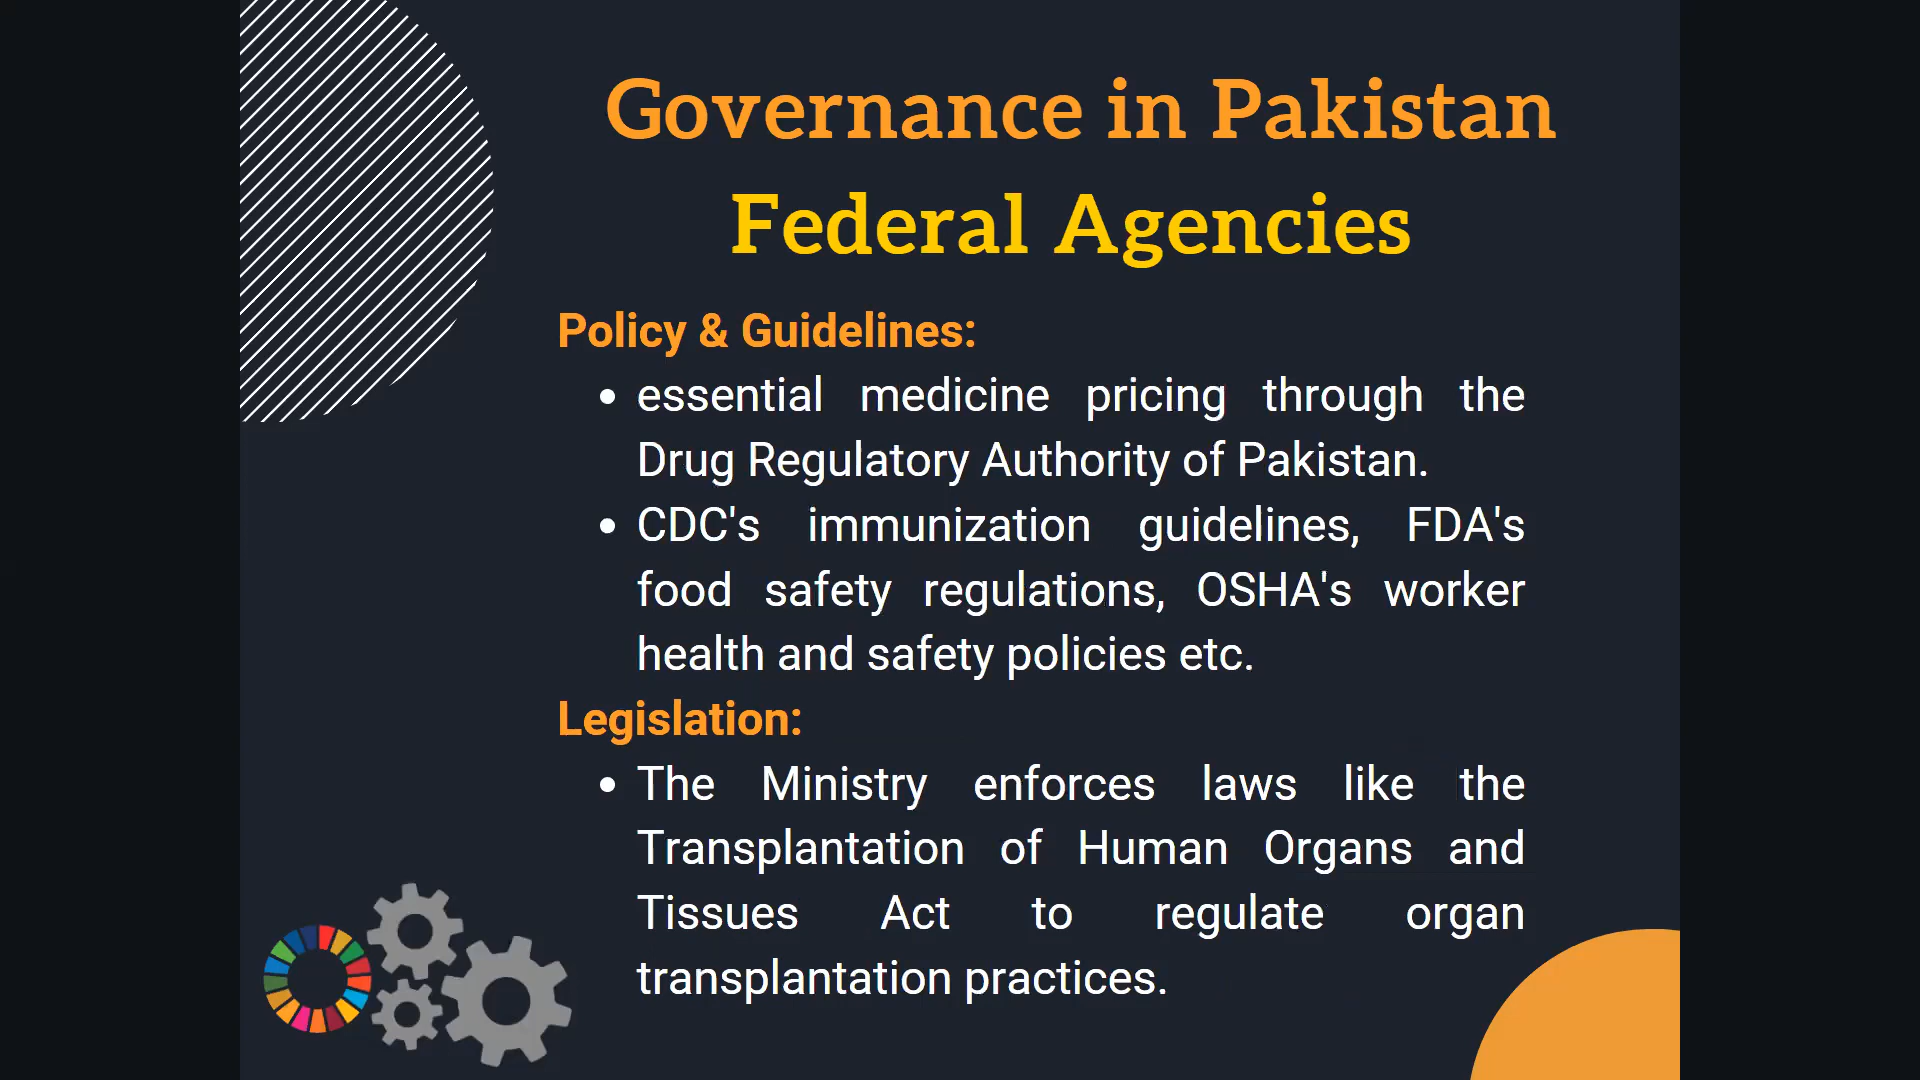 Governance in Pakistan
Federal Agencies
Policy & Guidelines:
• essential medicine pricing through the
Drug Regulatory Authority of Pakistan.
• CDC's immunization guidelines, FDA's
food safety regulations, OSHA's worker
health and safety policies etc.
Legislation:
• The Ministry enforces laws like the
Transplantation of Human Organs and
Tissues Act to regulate organ
transplantation practices.